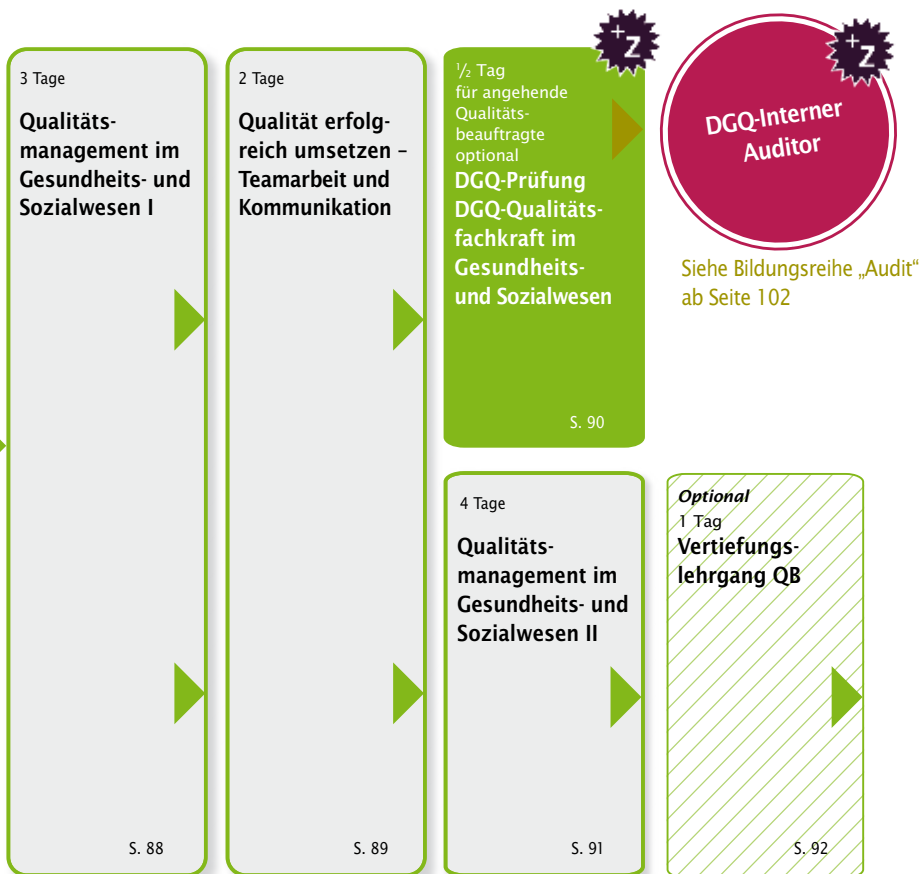 3 Tage
Qualitäts-
management im
Gesundheits- und
Sozialwesen I
S. 88
2 Tage
Qualität erfolg-
reich umsetzen –
Teamarbeit und
Kommunikation
S. 89
½ Tag
für angehende
Qualitäts-
beauftragte
optional
DGQ-Prüfung
DGQ-Qualitäts-
fachkraft im
Gesundheits-
und Sozialwesen
S. 90
+Z
DGQ-Interner
Auditor
+Z
Siehe Bildungsreihe „Audit“
ab Seite 102
4 Tage
Qualitäts-
management im
Gesundheits- und
Sozialwesen II
S. 91
Optional
1 Tag
Vertiefungs-
lehrgang QB
S. 92